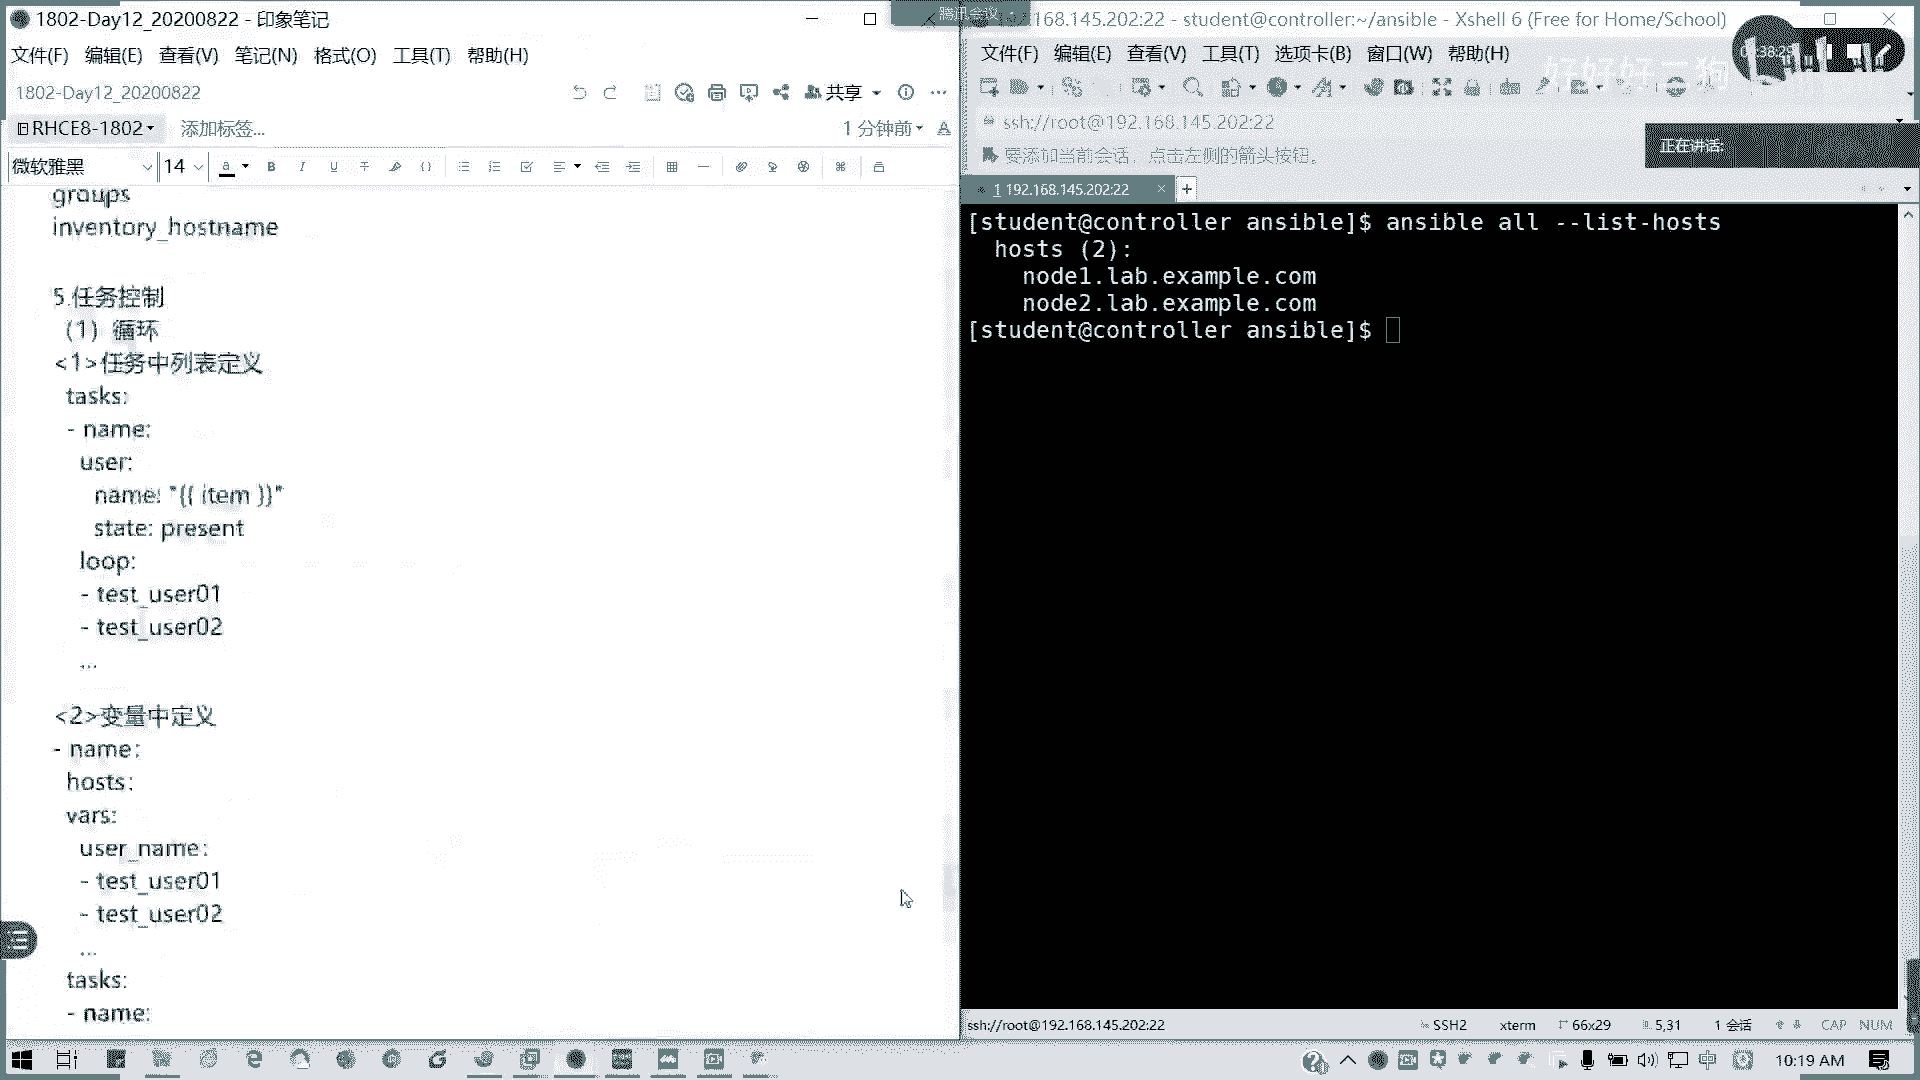 1802-Day12_20200822 - 印象笔记
文件(F) 编辑(E) 查看(V) 笔记(N) 格式(O) 工具(T) 帮助(H)
1802-Day12_20200822
共享
RHCE8-1802
添加标签...
1 分钟前
微软雅黑
14
groups
inventory_hostname
5.任务控制
（1）循环
<1>任务中列表定义
tasks:
- name:
user:
name: "{{ item }}"
state: present
loop:
- test_user01
- test_user02
...
<2>变量中定义
- name:
hosts:
vars:
user_name:
- test_user01
- test_user02
...
tasks:
- name:
腾讯会议
168.145.202:22 - student@controller:~/ansible - Xshell 6 (Free for Home/School)
文件(F) 编辑(E) 查看(V) 工具(T) 选项卡(B) 窗口(W) 帮助(H)
好好好二狗
ssh://root@192.168.145.202:22
要添加当前会话，点击左侧的箭头按钮。
正在讲话:
1 192.168.145.202:22
[student@controller ansible]$ ansible all --list-hosts
hosts (2):
node1.lab.example.com
node2.lab.example.com
[student@controller ansible]$
ssh://root@192.168.145.202:22
SSH2
xterm
66x29
5,31
1 会话
CAP NUM
中
10:19 AM